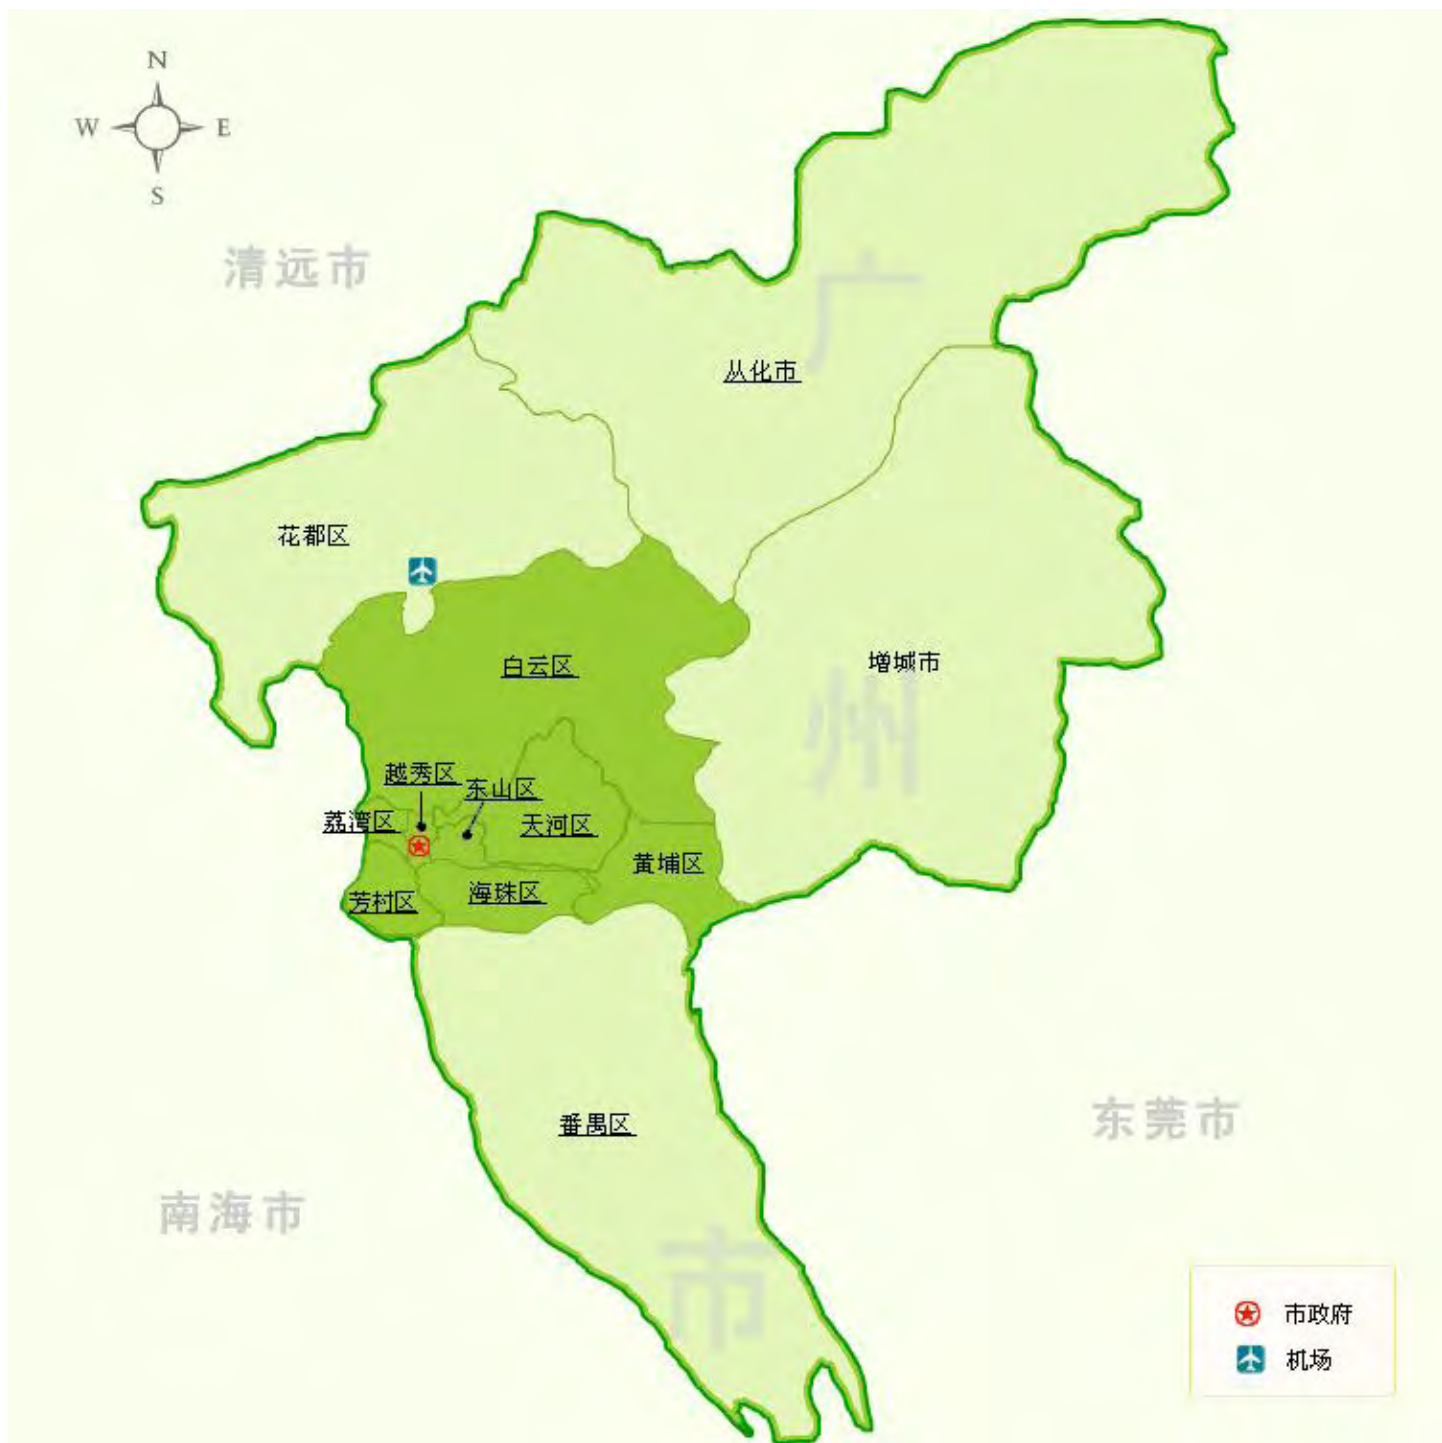 N
W
E
S
清远市
广
从化市
花都区
白云区
增城市
州
越秀区
东山区
荔湾区
天河区
黄埔区
海珠区
芳村区
东莞市
番禺区
南海市
市
市政府
机场